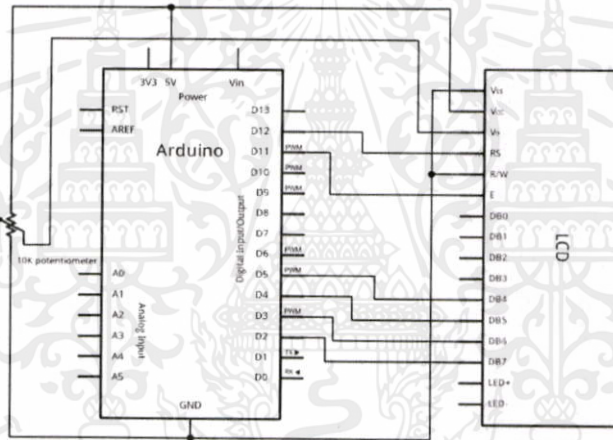 3V3 5V Vin
Power
Arduino
RST
AREF
D13
D12
D11 PWM
D10 PWM
D9 PWM
D8
D7
D6 PWM
D5 PWM
D4
D3 PWM
D2
D1 TX
D0 RX
Digital Input/Output
10K potentiometer
A0
A1
A2
A3
A4
A5
Analog Input
GND
Vss
Vcc
Vo
RS
R/W
E
DB0
DB1
DB2
DB3
DB4
DB5
DB6
DB7
LED+
LED-
LCD